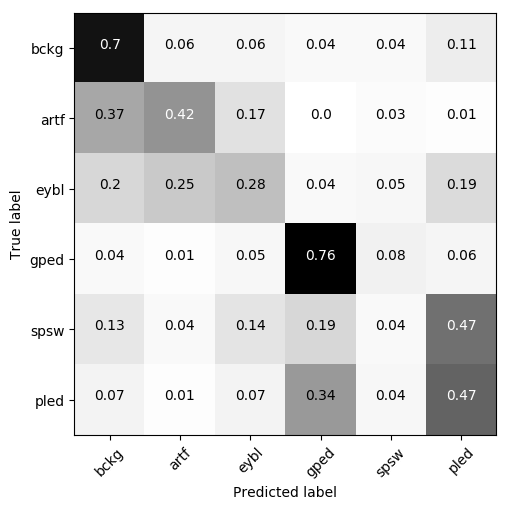 bckg 0.7 0.06 0.06 0.04 0.04 0.11
artf 0.37 0.42 0.17 0.0 0.03 0.01
eybl 0.2 0.25 0.28 0.04 0.05 0.19
gped 0.04 0.01 0.05 0.76 0.08 0.06
spsw 0.13 0.04 0.14 0.19 0.04 0.47
pled 0.07 0.01 0.07 0.34 0.04 0.47
True label
bckg artf eybl gped spsw pled
Predicted label